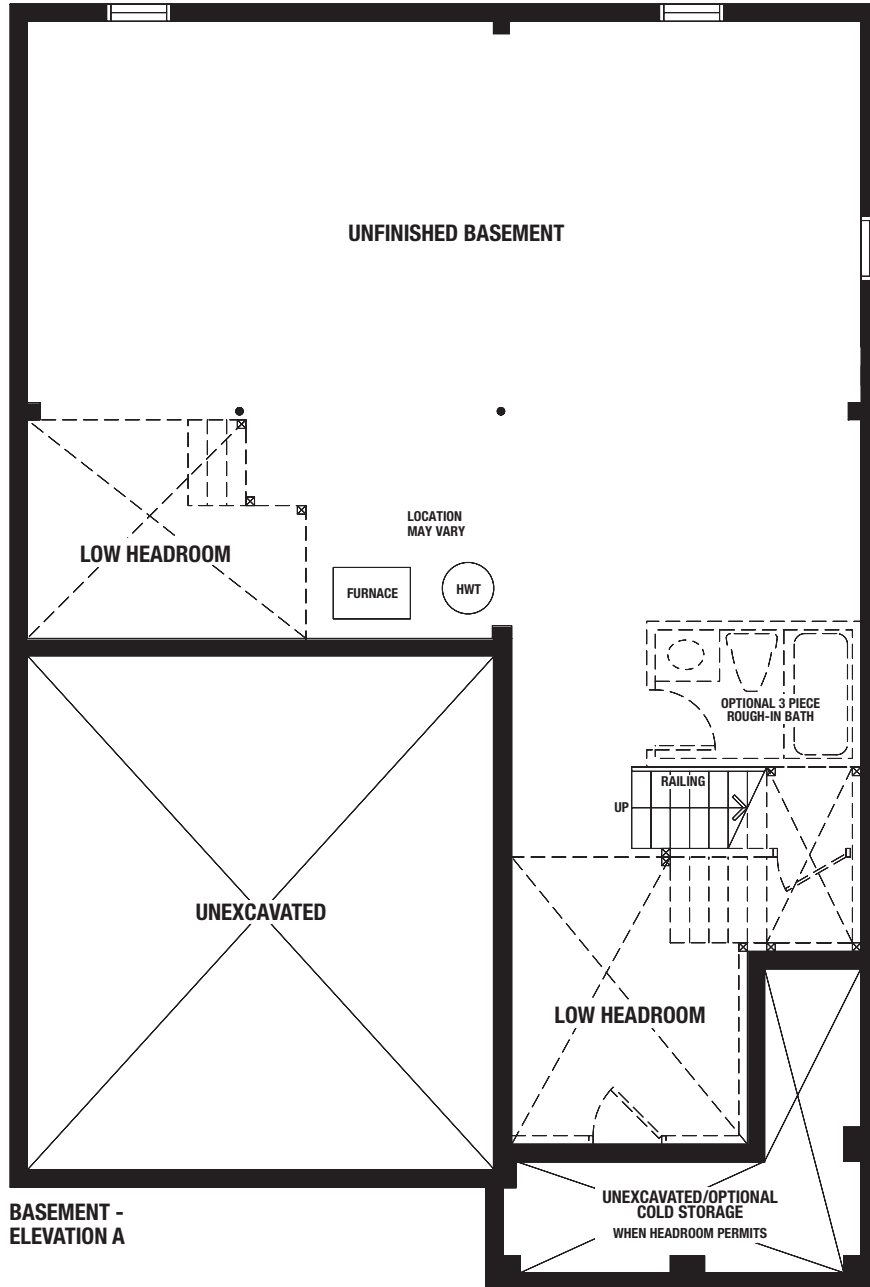 UNFINISHED BASEMENT
LOCATION
MAY VARY
LOW HEADROOM
FURNACE
HWT
OPTIONAL 3 PIECE
ROUGH-IN BATH
RAILING
UP
UNEXCAVATED
LOW HEADROOM
UNEXCAVATED/OPTIONAL
COLD STORAGE
WHEN HEADROOM PERMITS
BASEMENT -
ELEVATION A